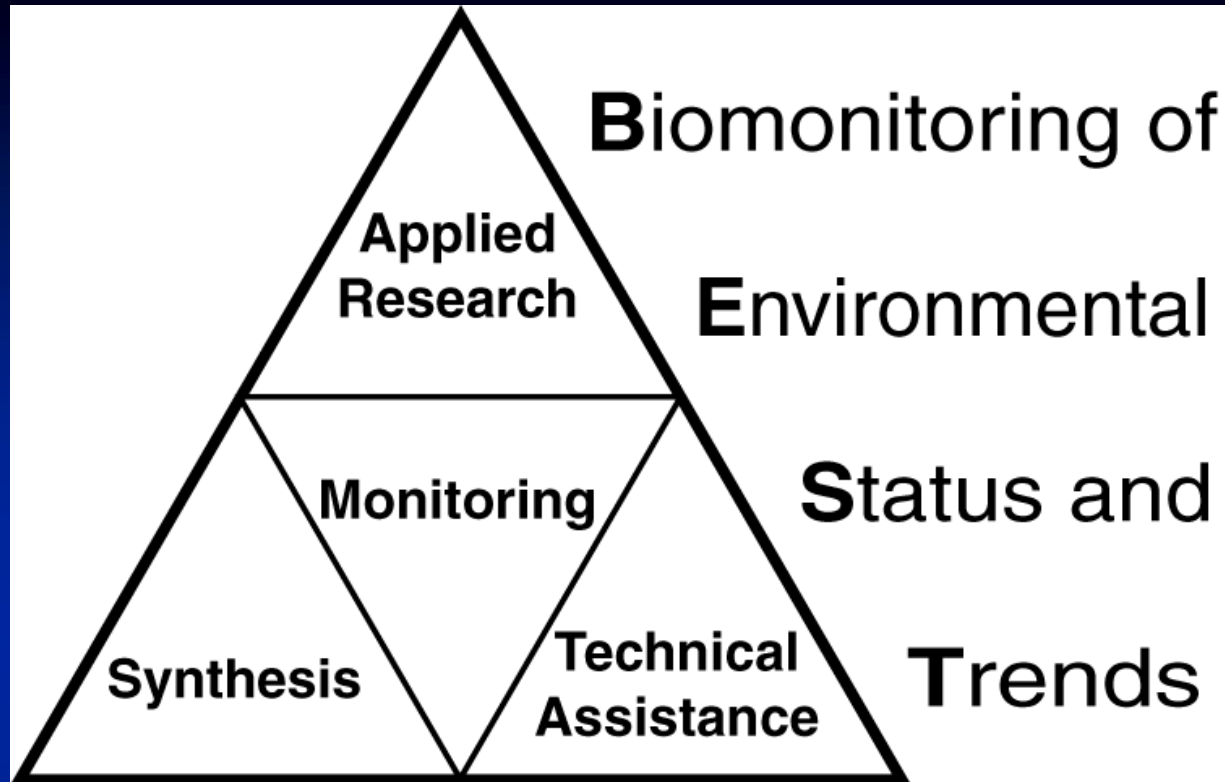 Biomonitoring of
Environmental
Status and
Trends
Applied
Research
Monitoring
Synthesis
Technical
Assistance